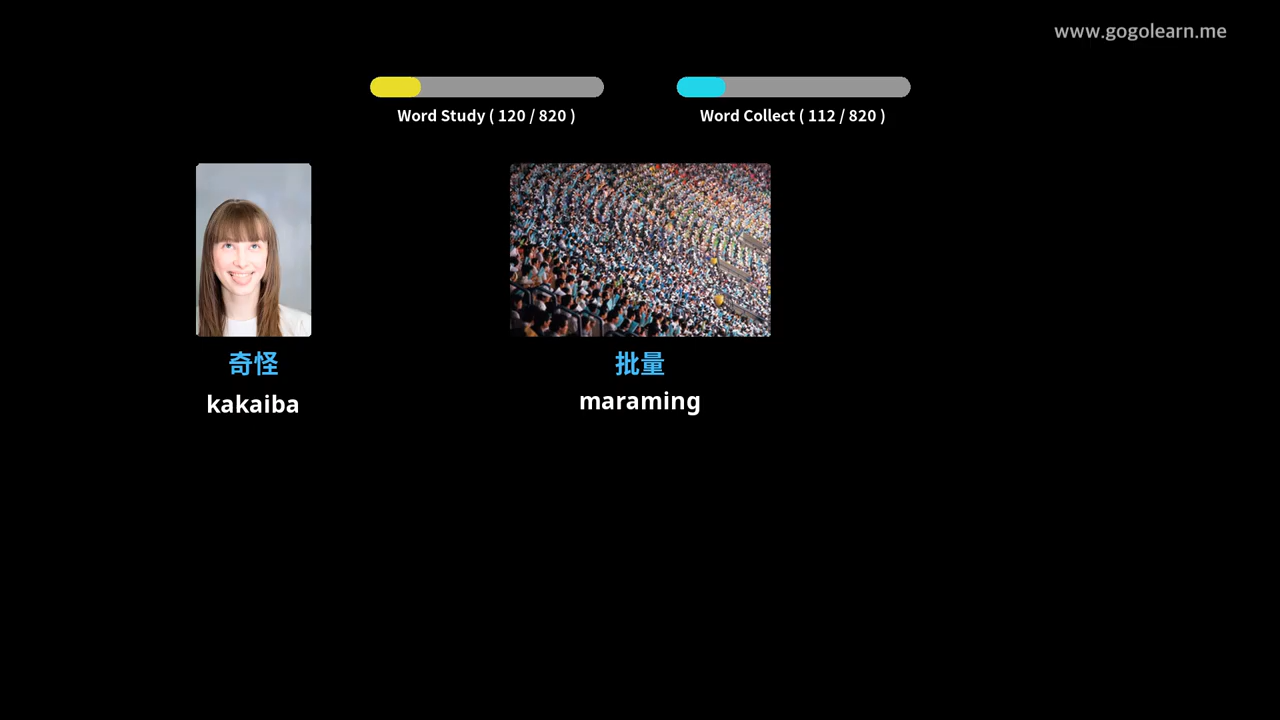 www.gogolearn.me
Word Study ( 120 / 820 )
Word Collect ( 112 / 820 )
奇怪
kakaiba
批量
maraming